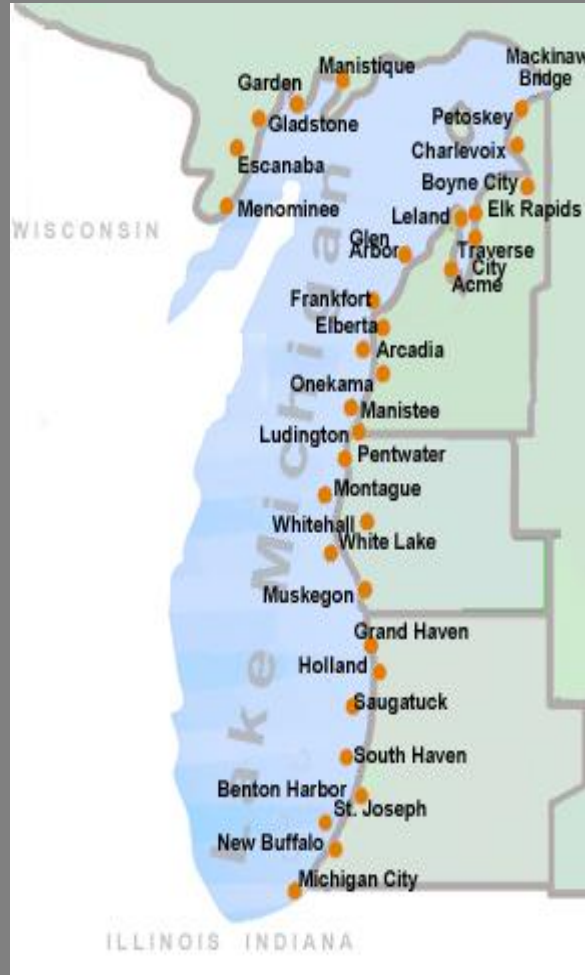 Mackinaw
Bridge
Manistique
Garden
Petoskey
Gladstone
Charlevoix
Escanaba
Boyne City
Menominee
Leland
Elk Rapids
WISCONSIN
Glen
Arbor
Traverse
City
Acme
Frankfort
Elberta
Arcadia
Onekama
Manistee
Ludington
Pentwater
Montague
Whitehall
White Lake
Muskegon
Lake Michigan
Grand Haven
Holland
Saugatuck
South Haven
Benton Harbor
St. Joseph
New Buffalo
Michigan City
ILLINOIS INDIANA